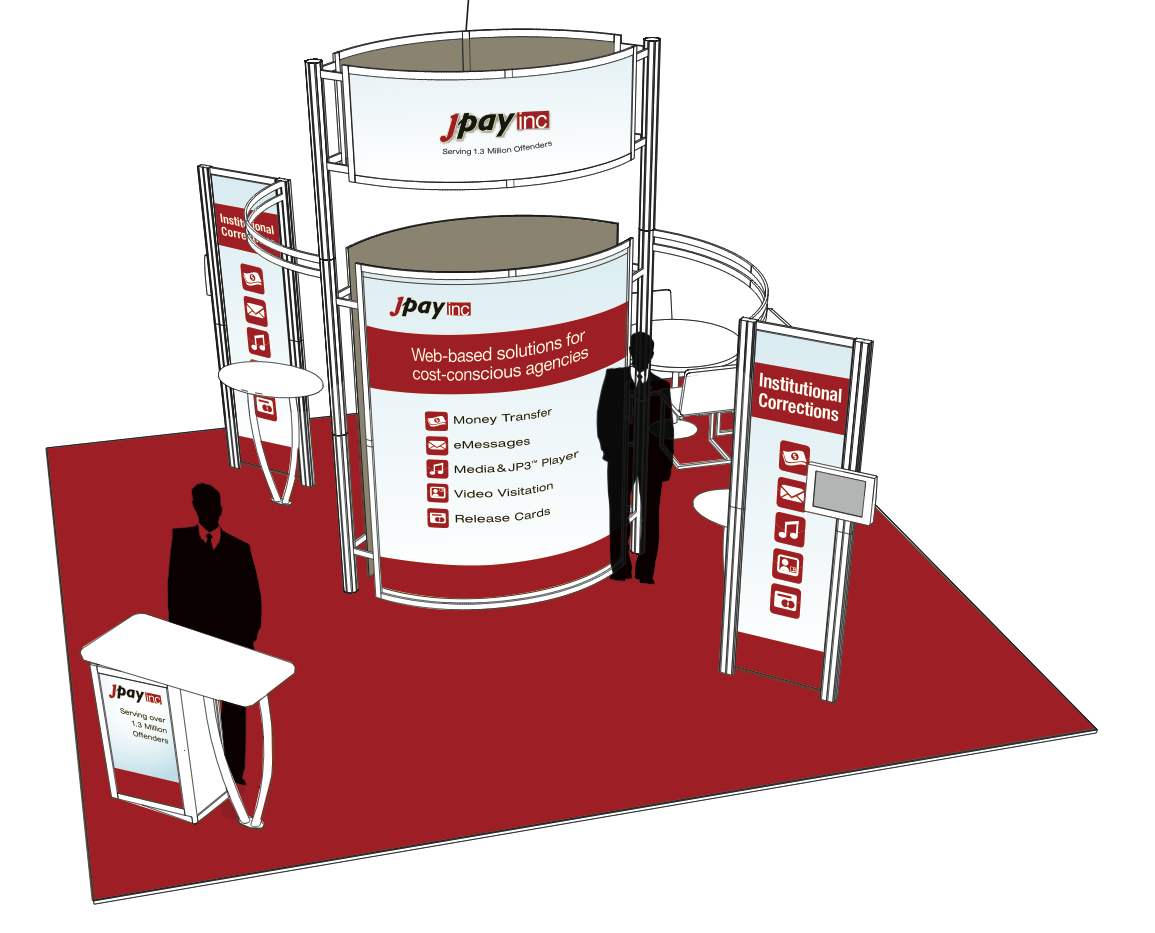 Jpay inc
Serving 1.3 Million Offenders
Institutional
Corrections
Jpay inc
Web-based solutions for
cost-conscious agencies
Money Transfer
eMessages
Media & JP3™ Player
Video Visitation
Release Cards
Institutional
Corrections
Jpay inc
Serving over
1.3 Million
Offenders